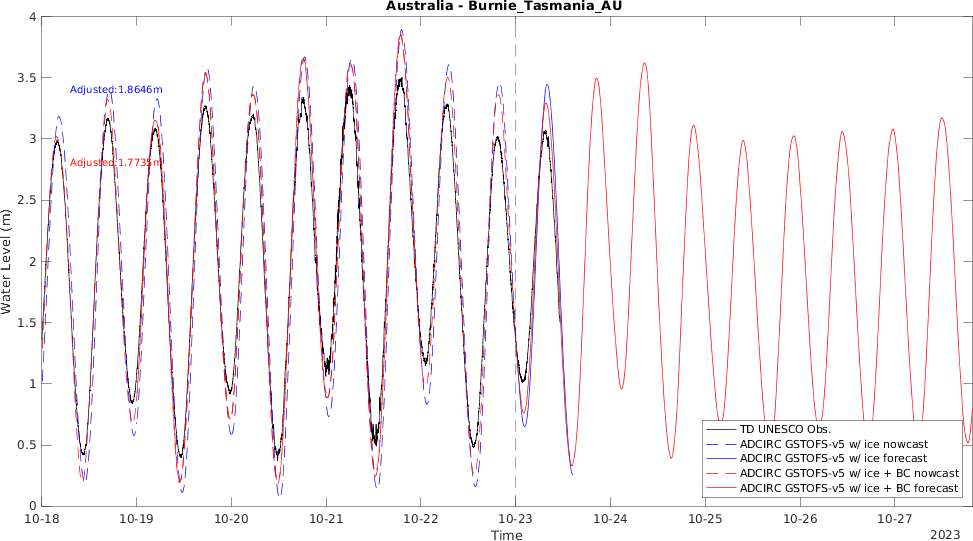 Australia - Burnie_Tasmania_AU
4
3.5
3
2.5
2
1.5
1
0.5
0
Water Level (m)
Adjusted:1.8646m
Adjusted:1.7735m
TD UNESCO Obs.
ADCIRC GSTOFS-v5 w/ ice nowcast
ADCIRC GSTOFS-v5 w/ ice forecast
ADCIRC GSTOFS-v5 w/ ice + BC nowcast
ADCIRC GSTOFS-v5 w/ ice + BC forecast
10-18 10-19 10-20 10-21 10-22 10-23 10-24 10-25 10-26 10-27
Time
2023